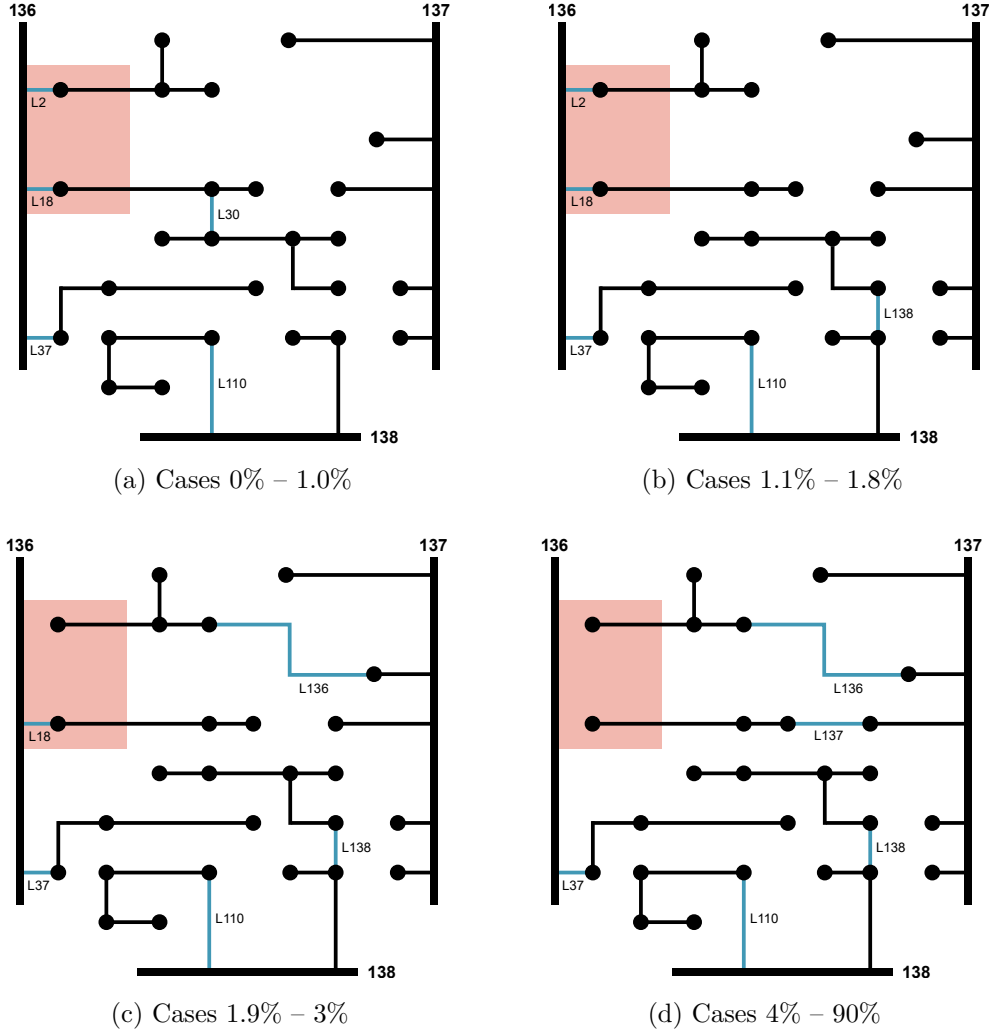 136
137
L2
L18
L30
L37
L110
138
(a) Cases 0% – 1.0%
136
137
L2
L18
L138
L37
L110
138
(b) Cases 1.1% – 1.8%
136
137
L136
L18
L138
L37
L110
138
(c) Cases 1.9% – 3%
136
137
L136
L137
L138
L37
L110
138
(d) Cases 4% – 90%